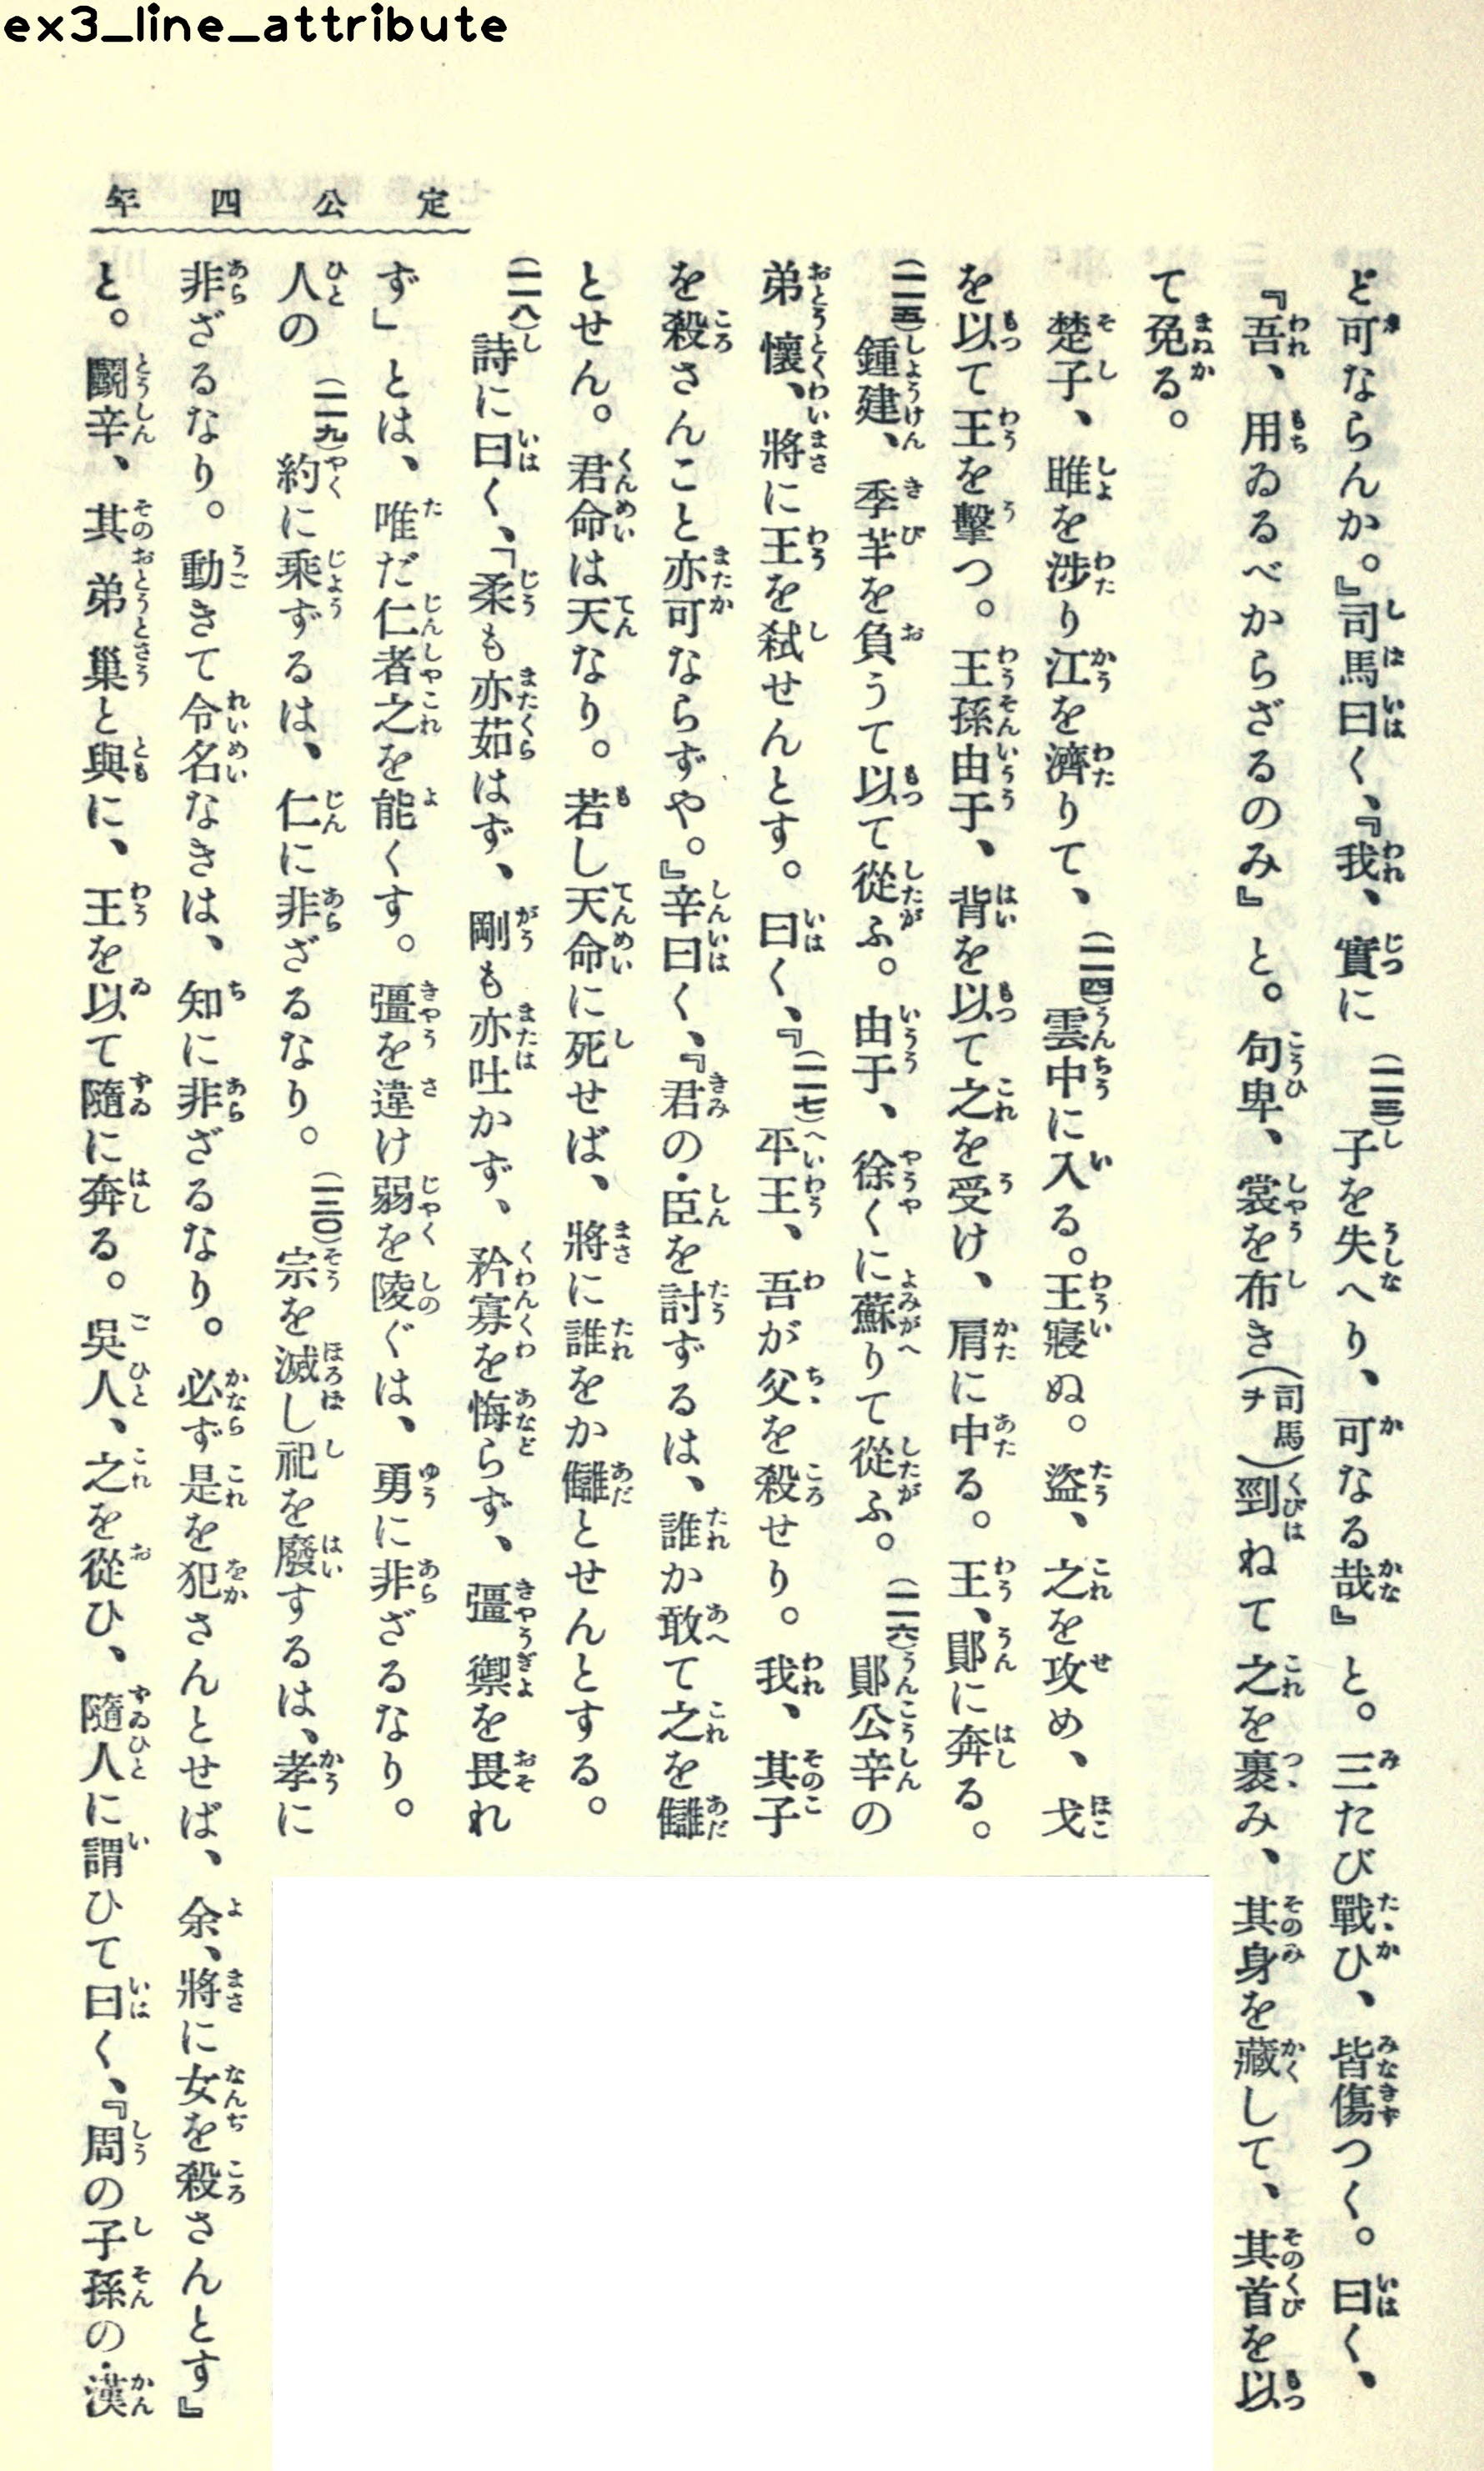 ex3_line_attribute
定公四年
ど可ならんか。』司馬曰く、『我、實に(一一三)子を失へり、可なる哉』と。三たび戰ひ、皆傷つく。曰く、
『吾、用ゐるべからざるのみ』と。句卑、裳を布き(司馬ヲ)剄ねて之を裹み、其身を藏して、其首を以
て免る。
楚子、雎を涉り江を濟りて、(一一四)雲中に入る。王寢ぬ。盜、之を攻め、戈
を以て王を擊つ。王孫由于、背を以て之を受け、肩に中る。王、鄖に奔る。
(一一五)鍾建、季羋を負うて以て從ふ。由于、徐くに蘇りて從ふ。(一一六)鄖公辛の
弟懷、將に王を弑せんとす。曰く、『(一一七)平王、吾が父を殺せり。我、其子
を殺さんこと亦可ならずや。』辛曰く、『君の・臣を討ずるは、誰か敢て之を讎
とせん。君命は天なり。若し天命に死せば、將に誰をか讎とせんとする。
(一一八)詩に曰く、「柔も亦茹はず、剛も亦吐かず、矜寡を悔らず、彊禦を畏れ
ず」とは、唯だ仁者之を能くす。彊を違け弱を陵ぐは、勇に非ざるなり。
人の(一一九)約に乘ずるは、仁に非ざるなり。(一二〇)宗を滅し祀を廢するは、孝に
非ざるなり。動きて令名なきは、知に非ざるなり。必ず是を犯さんとせば、余、將に女を殺さんとす』
と。鬭辛、其弟巢と與に、王を以て隨に奔る。吳人、之を從ひ、隨人に謂ひて曰く、『周の子孫の・漢